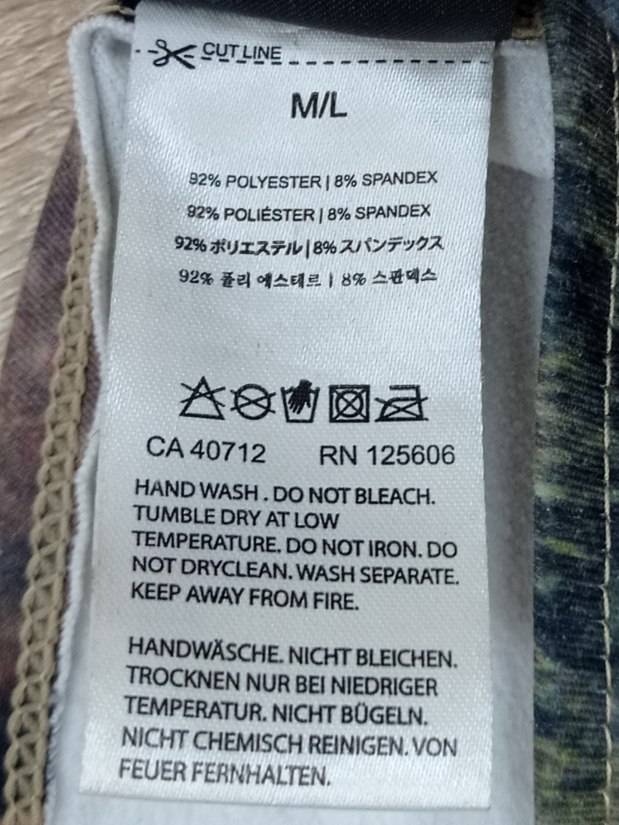 CUT LINE
M/L
92% POLYESTER | 8% SPANDEX
92% POLIÉSTER | 8% SPANDEX
92% ポリエステル | 8% スパンデックス
92% 폴리 에스테르 | 8% 스판덱스
CA 40712 RN 125606
HAND WASH . DO NOT BLEACH.
TUMBLE DRY AT LOW
TEMPERATURE. DO NOT IRON. DO
NOT DRYCLEAN. WASH SEPARATE.
KEEP AWAY FROM FIRE.
HANDWÄSCHE. NICHT BLEICHEN.
TROCKNEN NUR BEI NIEDRIGER
TEMPERATUR. NICHT BÜGELN.
NICHT CHEMISCH REINIGEN. VON
FEUER FERNHALTEN.